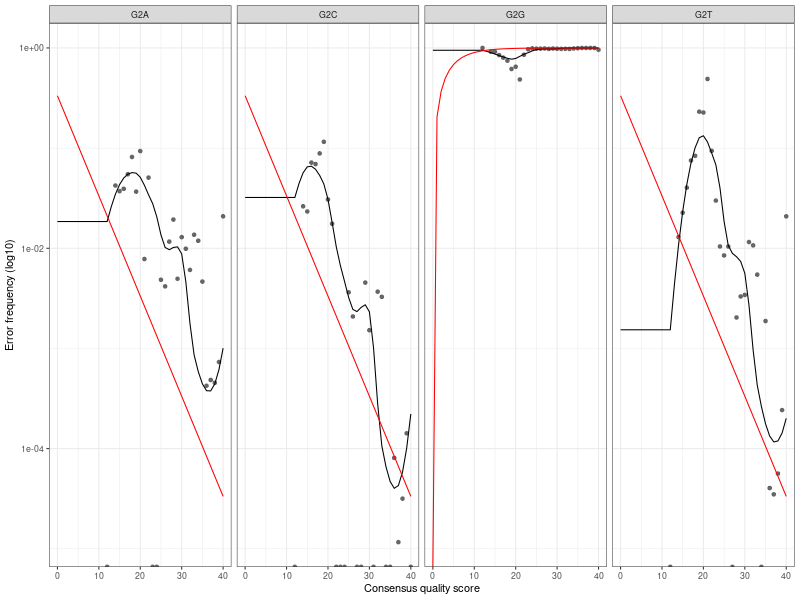 G2A G2C G2G G2T
1e+00
1e-02
1e-04
Error frequency (log10)
0 10 20 30 40 0 10 20 30 40 0 10 20 30 40 0 10 20 30 40
Consensus quality score